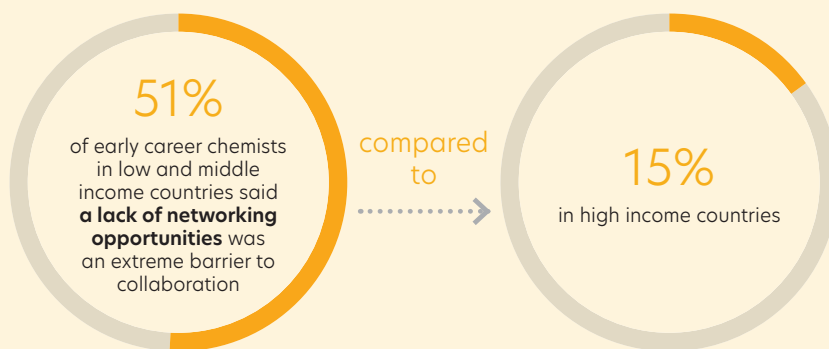 51%
of early career chemists
in low and middle
income countries said
a lack of networking
opportunities was
an extreme barrier to
collaboration
compared
to
15%
in high income countries